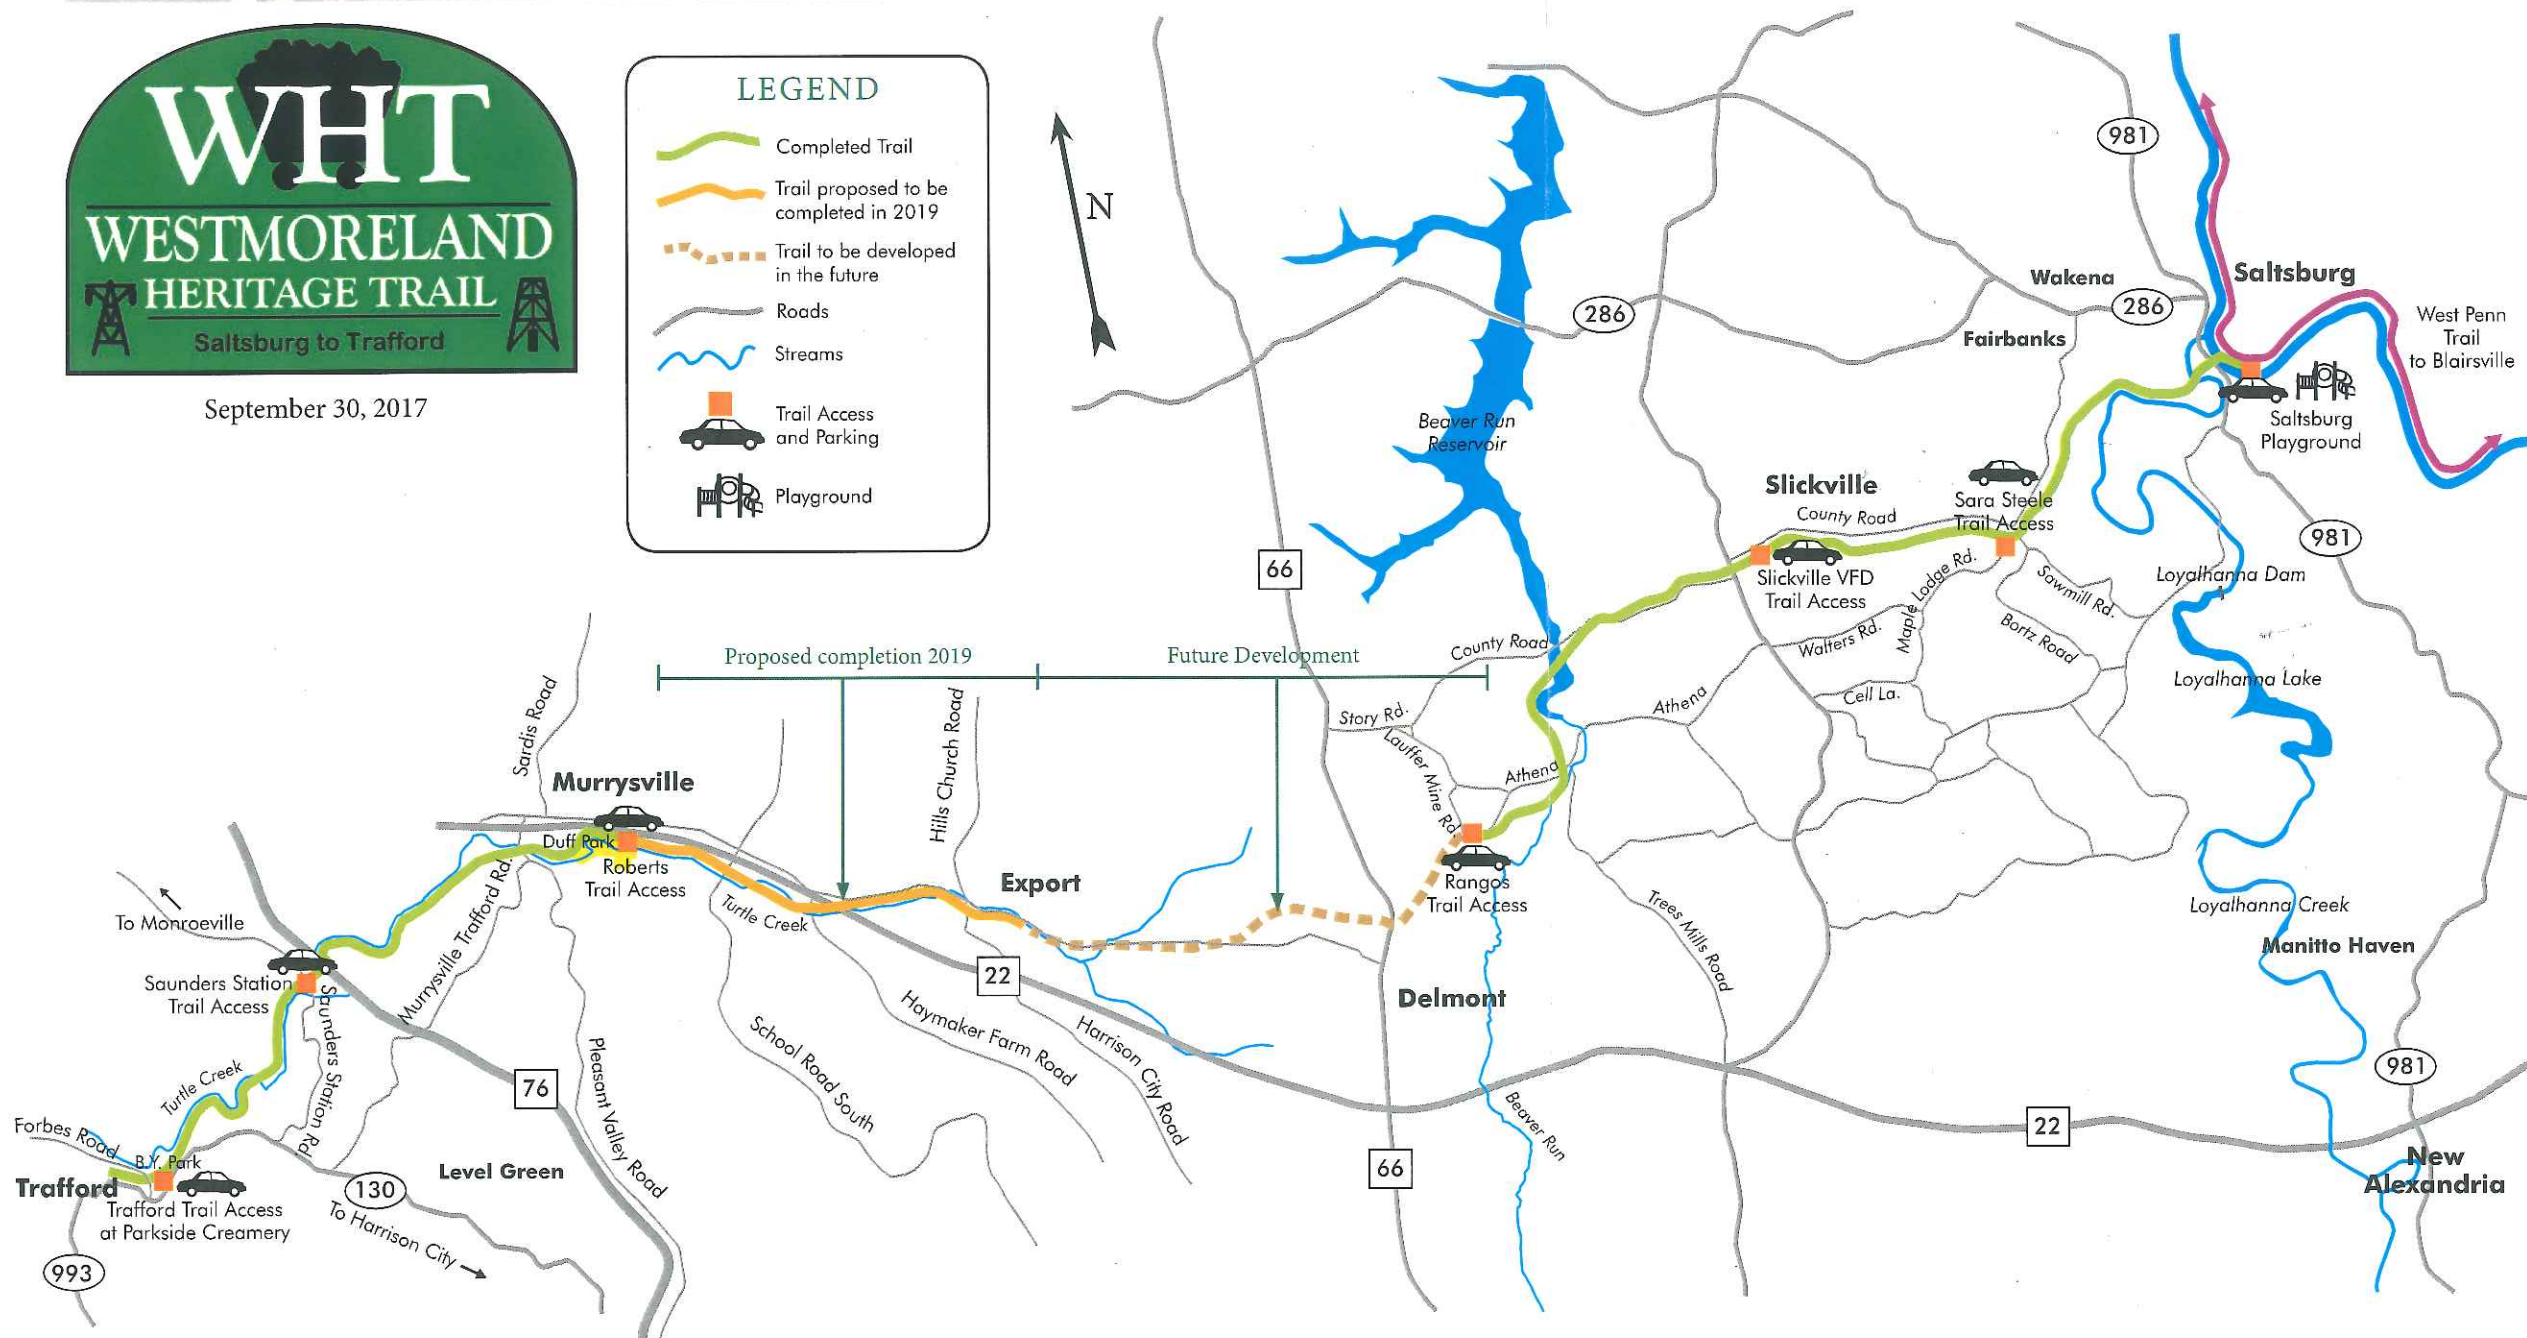 WHT
WESTMORELAND
HERITAGE TRAIL
Saltsburg to Trafford
September 30, 2017
LEGEND
Completed Trail
Trail proposed to be
completed in 2019
Trail to be developed
in the future
Roads
Streams
Trail Access
and Parking
Playground
N
981
Wakena
286
Saltsburg
286
Fairbanks
West Penn
Trail
to Blairsville
Saltsburg
Playground
Beaver Run
Reservoir
Slickville
County Road
Sara Steele
Trail Access
981
66
Slickville VFD
Trail Access
Maple Lodge Rd.
Sawmill Rd.
Loyalhanna Dam
Walters Rd.
Bortz Road
Loyalhanna Lake
County Road
Proposed completion 2019
Future Development
Story Rd.
Athena
Cell La.
Lauffer Mine Rd.
Athena
Sardis Road
Hills Church Road
Murrysville
Duff Park
Roberts
Trail Access
Export
Turtle Creek
Rangos
Trail Access
Trees Mills Road
Loyalhanna Creek
Manitto Haven
To Monroeville
Saunders Station
Trail Access
Murrysville Trafford Rd.
Saunders Station Rd.
22
Delmont
Haymaker Farm Road
Harrison City Road
School Road South
Pleasant Valley Road
76
Turtle Creek
981
Beaver Run
22
Forbes Road
B.Y. Park
Trafford
Trafford Trail Access
at Parkside Creamery
130
To Harrison City
Level Green
66
New
Alexandria
993